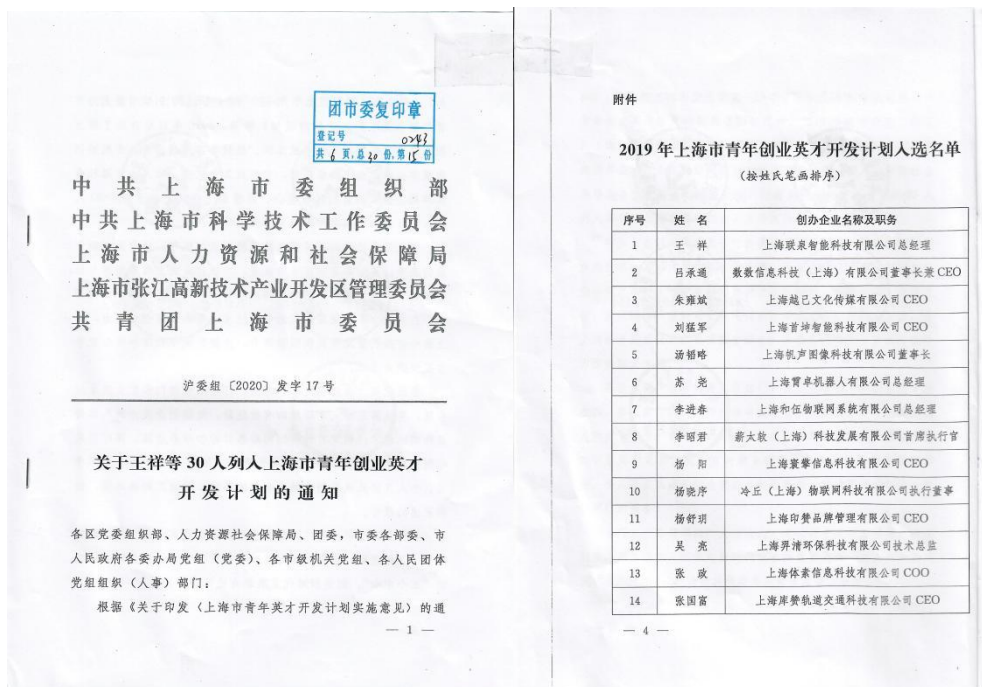 团市委复印章
登记号 0243
共 6 页,总 30 份,第 15 份
中共上海市委组织部
中共上海市科学技术工作委员会
上海市人力资源和社会保障局
上海市张江高新技术产业开发区管理委员会
共青团上海市委员会
沪委组〔2020〕发字17号
关于王祥等30人列入上海市青年创业英才
开发计划的通知
各区党委组织部、人力资源社会保障局、团委，市委各部委、市
人民政府各委办局党组（党委）、各市级机关党组、各人民团体
党组组织（人事）部门：
根据《关于印发〈上海市青年英才开发计划实施意见〉的通
— 1 —
附件
2019年上海市青年创业英才开发计划入选名单
（按姓氏笔画排序）
序号 姓名 创办企业名称及职务
1 王祥 上海联泉智能科技有限公司总经理
2 吕承通 数数信息科技（上海）有限公司董事长兼CEO
3 朱雍斌 上海越己文化传媒有限公司CEO
4 刘猛军 上海首坤智能科技有限公司CEO
5 汤韬略 上海帆声图像科技有限公司董事长
6 苏尧 上海霄卓机器人有限公司总经理
7 李进春 上海和伍物联网系统有限公司总经理
8 李昭君 薪太软（上海）科技发展有限公司首席执行官
9 杨阳 上海寰擎信息科技有限公司CEO
10 杨晓序 冷丘（上海）物联网科技有限公司执行董事
11 杨舒玥 上海印赞品牌管理有限公司CEO
12 吴亮 上海羿清环保科技有限公司技术总监
13 张政 上海体素信息科技有限公司COO
14 张国富 上海库赞轨道交通科技有限公司CEO
— 4 —